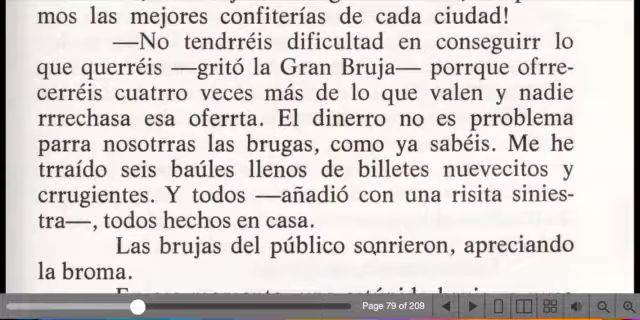 mos las mejores confiterías de cada ciudad!
—No tendrréis dificultad en conseguirr lo
que querréis —gritó la Gran Bruja— porrque ofrre-
cerréis cuatrro veces más de lo que valen y nadie
rrrechasa esa oferrta. El dinerro no es prroblema
parra nosotrras las brugas, como ya sabéis. Me he
trraído seis baúles llenos de billetes nuevecitos y
crrugientes. Y todos —añadió con una risita sinies-
tra—, todos hechos en casa.
Las brujas del público sonrieron, apreciando
la broma.
Page 79 of 209